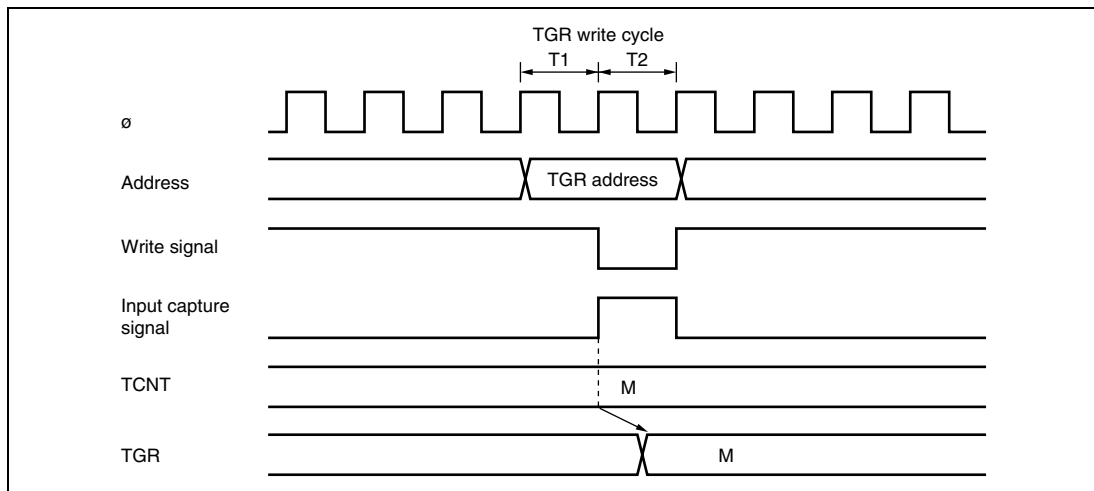 TGR write cycle
T1 T2
ø
Address
TGR address
Write signal
Input capture
signal
TCNT
M
TGR
M